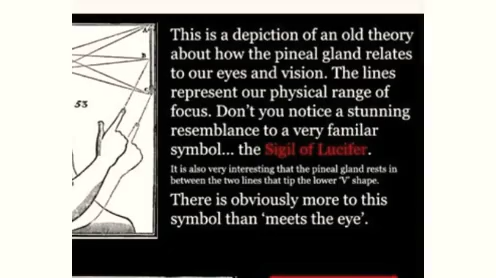 A
B
C
53
This is a depiction of an old theory
about how the pineal gland relates
to our eyes and vision. The lines
represent our physical range of
focus. Don't you notice a stunning
resemblance to a very familar
symbol... the Sigil of Lucifer.
It is also very interesting that the pineal gland rests in
between the two lines that tip the lower "V" shape.
There is obviously more to this
symbol than 'meets the eye'.